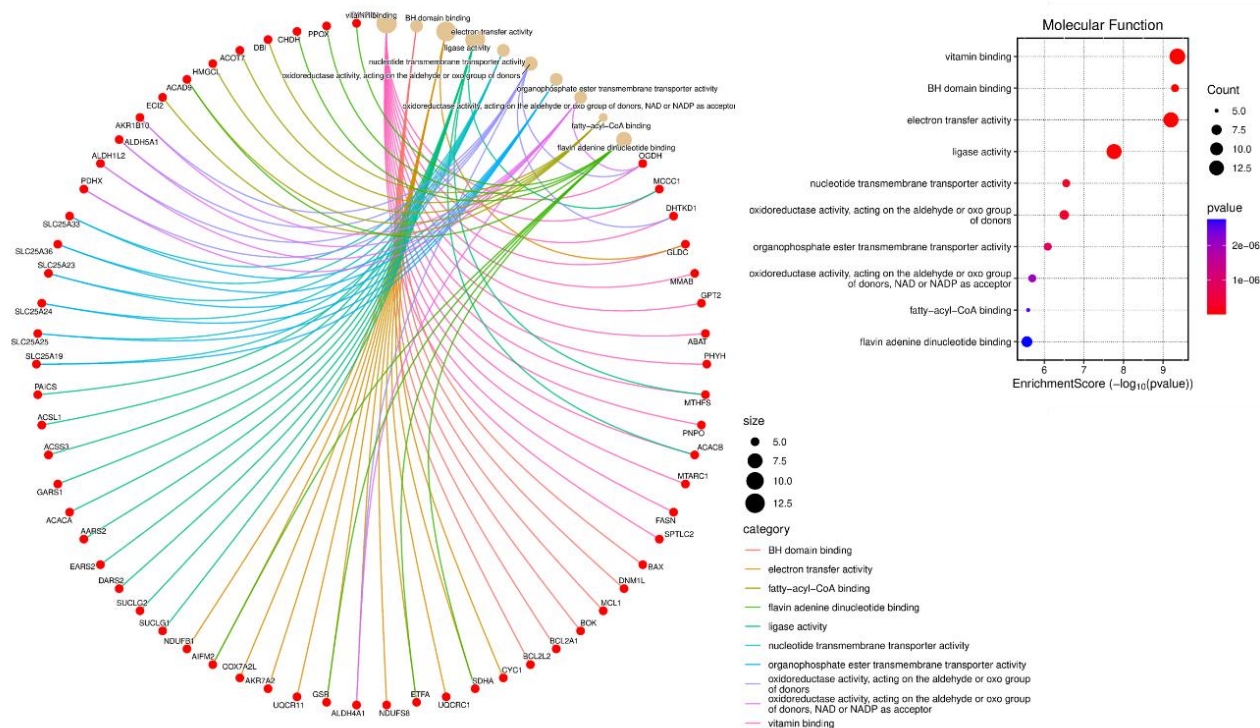 vitamin binding
BH domain binding
electron transfer activity
ligase activity
nucleotide transmembrane transporter activity
oxidoreductase activity, acting on the aldehyde or oxo group of donors
organophosphate ester transmembrane transporter activity
oxidoreductase activity, acting on the aldehyde or oxo group of donors, NAD or NADP as acceptor
fatty-acyl-CoA binding
flavin adenine dinucleotide binding
OGDH
MCCC1
DHTKD1
GLDC
MMAB
GPT2
ABAT
PHYH
MTHFS
PNPO
ACACB
MTARC1
FASN
SPTLC2
BAX
DNM1L
MCL1
BOK
BCL2A1
BCL2L2
CYC1
SDHA
UQCRC1
ETFA
NDUFS8
ALDH4A1
GSR
UQCR11
AKR7A2
COX7A2L
AIFM2
NDUFB1
SUCLG1
SUCLG2
DARS2
EARS2
AARS2
ACACA
GARS1
ACSS3
ACSL1
PAICS
SLC25A19
SLC25A25
SLC25A24
SLC25A23
SLC25A36
SLC25A33
PDHX
ALDH1L2
ALDH5A1
AKR1B10
ECI2
ACAD9
HMGCL
ACOT7
DBI
CHDH
PPOX
Molecular Function
vitamin binding
BH domain binding
electron transfer activity
ligase activity
nucleotide transmembrane transporter activity
oxidoreductase activity, acting on the aldehyde or oxo group
of donors
organophosphate ester transmembrane transporter activity
oxidoreductase activity, acting on the aldehyde or oxo group
of donors, NAD or NADP as acceptor
fatty-acyl-CoA binding
flavin adenine dinucleotide binding
6 7 8 9
EnrichmentScore (−log10(pvalue))
Count
5.0
7.5
10.0
12.5
pvalue
2e-06
1e-06
size
5.0
7.5
10.0
12.5
category
BH domain binding
electron transfer activity
fatty-acyl-CoA binding
flavin adenine dinucleotide binding
ligase activity
nucleotide transmembrane transporter activity
organophosphate ester transmembrane transporter activity
oxidoreductase activity, acting on the aldehyde or oxo group
of donors
oxidoreductase activity, acting on the aldehyde or oxo group
of donors, NAD or NADP as acceptor
vitamin binding